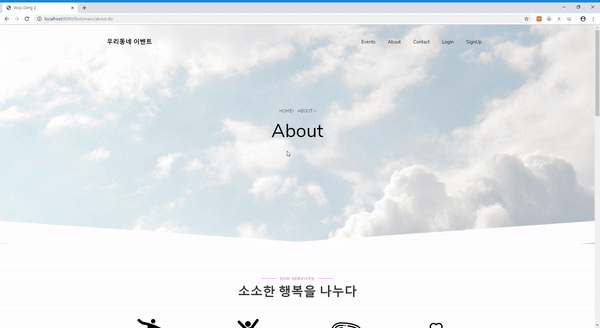 Woo Dong 2
localhost:8080/first/main/about.do
우리동네 이벤트
Events About Contact Login SignUp
HOME› ABOUT›
About
OUR SERVICES
소소한 행복을 나누다